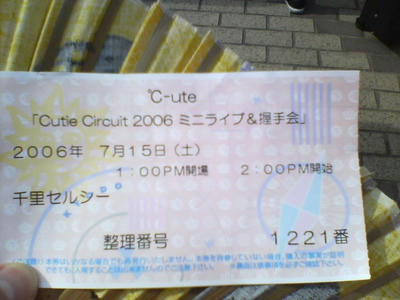 ℃-ute
「Cutie Circuit 2006 ミニライブ&握手会」
2006年 7月15日(土)
1:00PM開場 2:00PM開始
千里セルシー
整理番号 1221番